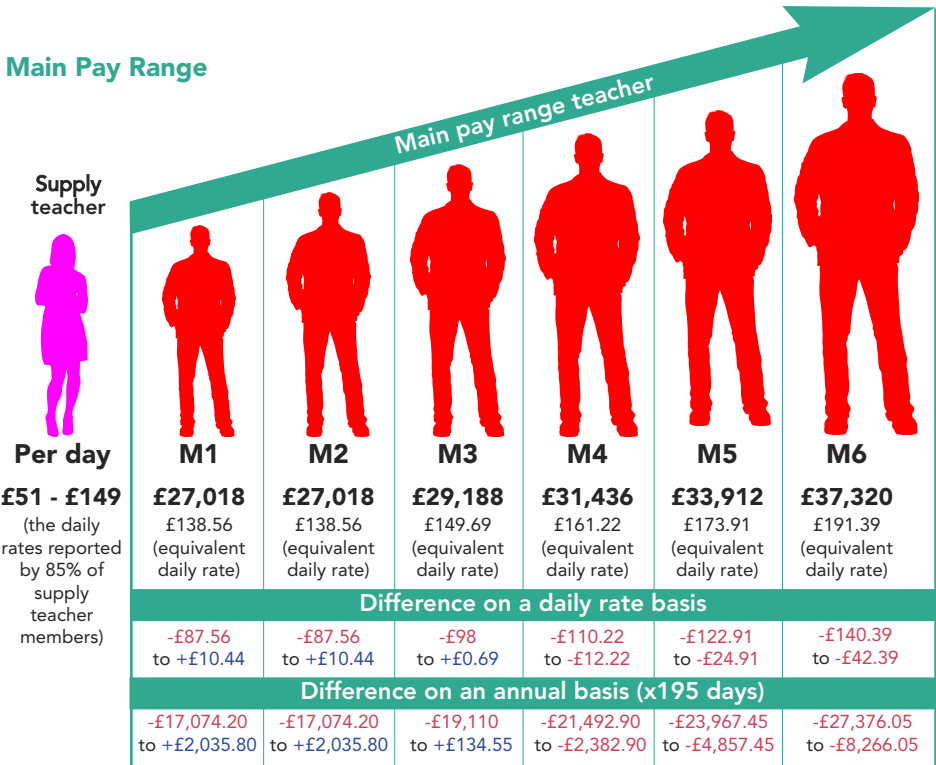 Main Pay Range
Main pay range teacher
Supply
teacher
Per day
£51 - £149
(the daily
rates reported
by 85% of
supply
teacher
members)
M1
£27,018
£138.56
(equivalent
daily rate)
M2
£27,018
£138.56
(equivalent
daily rate)
M3
£29,188
£149.69
(equivalent
daily rate)
M4
£31,436
£161.22
(equivalent
daily rate)
M5
£33,912
£173.91
(equivalent
daily rate)
M6
£37,320
£191.39
(equivalent
daily rate)
Difference on a daily rate basis
-£87.56
to +£10.44
-£87.56
to +£10.44
-£98
to +£0.69
-£110.22
to -£12.22
-£122.91
to -£24.91
-£140.39
to -£42.39
Difference on an annual basis (x195 days)
-£17,074.20
to +£2,035.80
-£17,074.20
to +£2,035.80
-£19,110
to +£134.55
-£21,492.90
to -£2,382.90
-£23,967.45
to -£4,857.45
-£27,376.05
to -£8,266.05